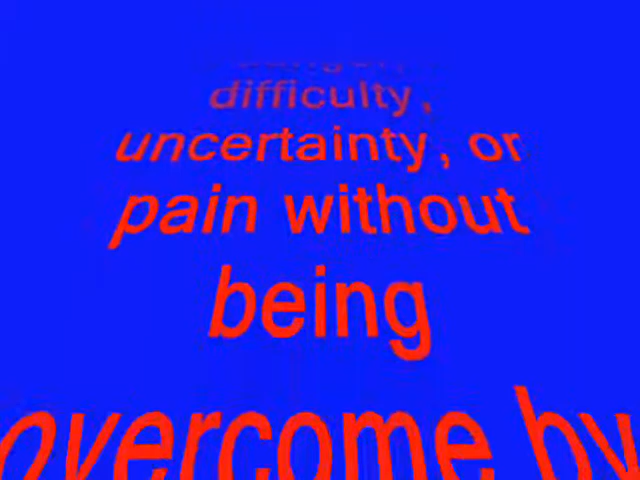 difficulty,
uncertainty, or
pain without
being
overcome by